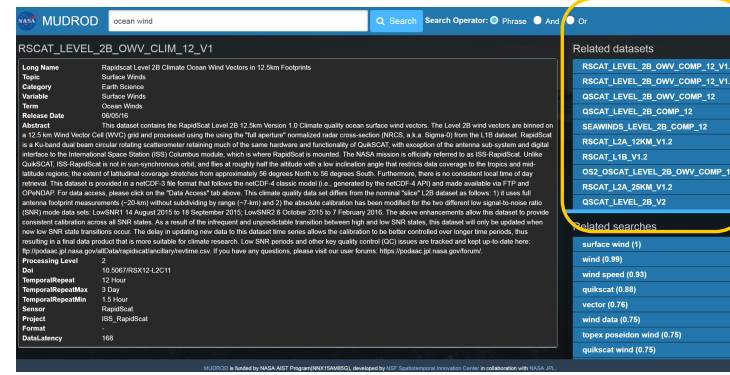 NASA MUDROD ocean wind Search Search Operator: Phrase And Or
RSCAT_LEVEL_2B_OWV_CLIM_12_V1
Long Name Rapidscat Level 2B Climate Ocean Wind Vectors in 12.5km Footprints
Topic Surface Winds
Category Earth Science
Variable Surface Winds
Term Ocean Winds
Release Date 06/05/16
Abstract This dataset contains the RapidScat Level 2B 12.5km Version 1.0 Climate quality ocean surface wind vectors. The Level 2B wind vectors are binned on
a 12.5 km Wind Vector Cell (WVC) grid and processed using the using the "full aperture" normalized radar cross-section (NRCS, a.k.a. Sigma-0) from the L1B dataset. RapidScat
is a Ku-band dual beam circular rotating scatterometer retaining much of the same hardware and functionality of QuikSCAT, with exception of the antenna sub-system and digital
interface to the International Space Station (ISS) Columbus module, which is where RapidScat is mounted. The NASA mission is officially referred to as ISS-RapidScat. Unlike
QuikSCAT, ISS-RapidScat is not in sun-synchronous orbit, and flies at roughly half the altitude with a low inclination angle that restricts data coverage to the tropics and mid-
latitude regions; the extent of latitudinal coverage stretches from approximately 56 degrees North to 56 degrees South. Furthermore, there is no consistent local time of day
retrieval. This dataset is provided in a netCDF-3 file format that follows the netCDF-4 classic model (i.e., generated by the netCDF-4 API) and made available via FTP and
OPeNDAP. For data access, please click on the "Data Access" tab above. This climate quality data set differs from the nominal "slice" L2B dataset as follows: 1) it uses full
antenna footprint measurements (~20-km) without subdividing by range (~7-km) and 2) the absolute calibration has been modified for the two different low signal-to-noise ratio
(SNR) mode data sets: LowSNR1 14 August 2015 to 18 September 2015; LowSNR2 6 October 2015 to 7 February 2016. The above enhancements allow this dataset to provide
consistent calibration across all SNR states. As a result of the infrequent and unpredictable transition between high and low SNR states, this dataset will only be updated when
new low SNR state transitions occur. The delay in updating new data to this dataset time series allows the calibration to be better controlled over longer time periods, thus
resulting in a final data product that is more suitable for climate research. Low SNR periods and other key quality control (QC) issues are tracked and kept up-to-date here:
ftp://podaac.jpl.nasa.gov/allData/rapidscat/ancillary/revtime.csv. If you have any questions, please visit our user forums: https://podaac.jpl.nasa.gov/forum/.
Processing Level 2
Doi 10.5067/RSX12-L2C11
TemporalRepeat 12 Hour
TemporalRepeatMax 3 Day
TemporalRepeatMin 1.5 Hour
Sensor RapidScat
Project ISS_RapidScat
Format -
DataLatency 168
Related datasets
RSCAT_LEVEL_2B_OWV_COMP_12_V1.
RSCAT_LEVEL_2B_OWV_COMP_12_V1.
QSCAT_LEVEL_2B_OWV_COMP_12
QSCAT_LEVEL_2B_COMP_12
SEAWINDS_LEVEL_2B_COMP_12
RSCAT_L2A_12KM_V1.2
RSCAT_L1B_V1.2
OS2_OSCAT_LEVEL_2B_OWV_COMP_1
RSCAT_L2A_25KM_V1.2
QSCAT_LEVEL_2B_V2
Related searches
surface wind (1)
wind (0.99)
wind speed (0.93)
quikscat (0.88)
vector (0.76)
wind data (0.75)
topex poseidon wind (0.75)
quikscat wind (0.75)
MUDROD is funded by NASA AIST Program(NNX15AM85G), developed by NSF Spatiotemporal Innovation Center in collaboration with NASA JPL.